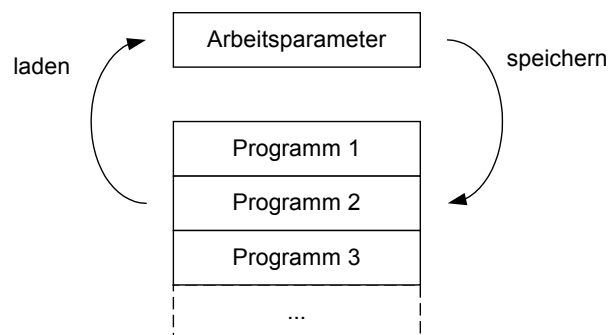 Arbeitsparameter
laden
speichern
Programm 1
Programm 2
Programm 3
...